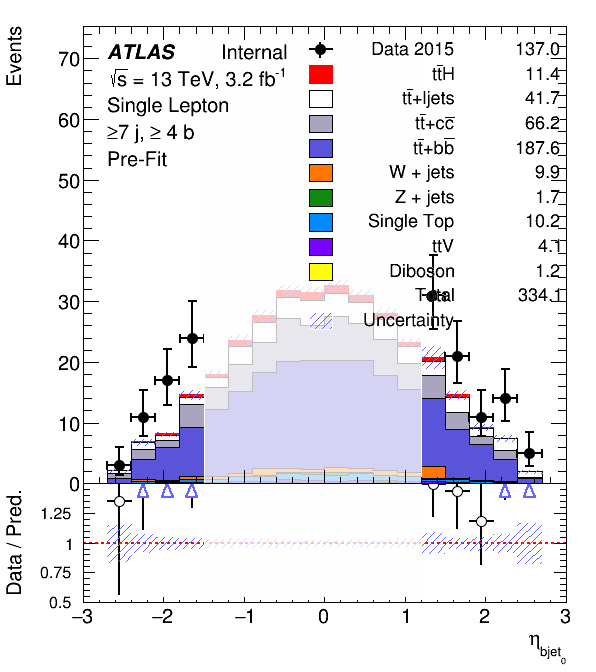 Events
70
60
50
40
30
20
10
0
ATLAS Internal
√s = 13 TeV, 3.2 fb⁻¹
Single Lepton
≥7 j, ≥ 4 b
Pre-Fit
Data 2015 137.0
tt̄H 11.4
tt̄+ljets 41.7
tt̄+cc̄ 66.2
tt̄+bb̄ 187.6
W + jets 9.9
Z + jets 1.7
Single Top 10.2
ttV 4.1
Diboson 1.2
Total 334.1
Uncertainty
Data / Pred.
1.25
1
0.75
0.5
−3 −2 −1 0 1 2 3
η_bjet_0